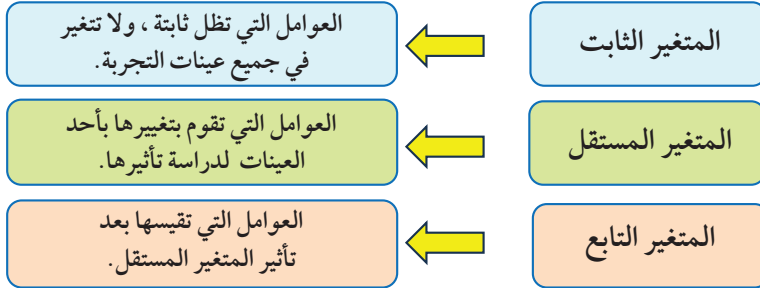 المتغير الثابت
العوامل التي تظل ثابتة ، ولا تتغير
في جميع عينات التجربة.
المتغير المستقل
العوامل التي تقوم بتغييرها بأحد
العينات لدراسة تأثيرها.
المتغير التابع
العوامل التي تقيسها بعد
تأثير المتغير المستقل.